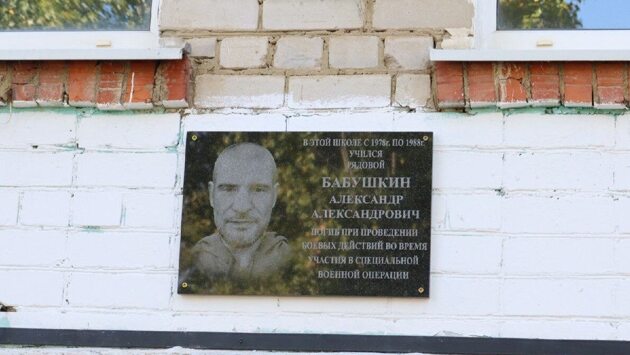 В ЭТОЙ ШКОЛЕ С 1978г. ПО 1988г.
УЧИЛСЯ
РЯДОВОЙ
БАБУШКИН
АЛЕКСАНДР
АЛЕКСАНДРОВИЧ
ПОГИБ ПРИ ПРОВЕДЕНИИ
БОЕВЫХ ДЕЙСТВИЙ ВО ВРЕМЯ
УЧАСТИЯ В СПЕЦИАЛЬНОЙ
ВОЕННОЙ ОПЕРАЦИИ